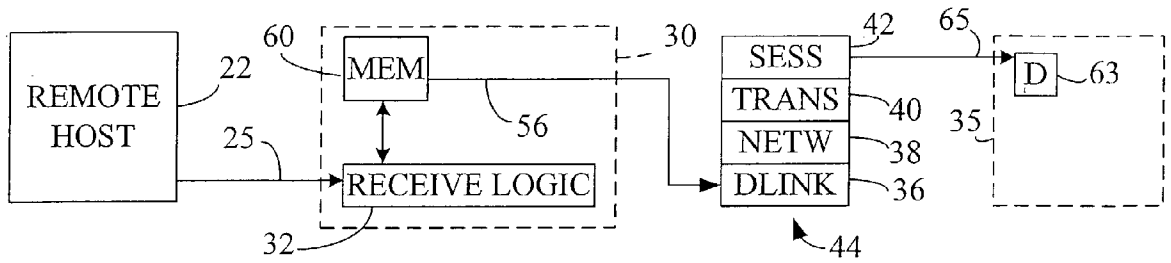 REMOTE
HOST
22
25
60
MEM
30
56
RECEIVE LOGIC
32
42
SESS
TRANS
40
NETW
38
DLINK
36
44
65
D
63
35